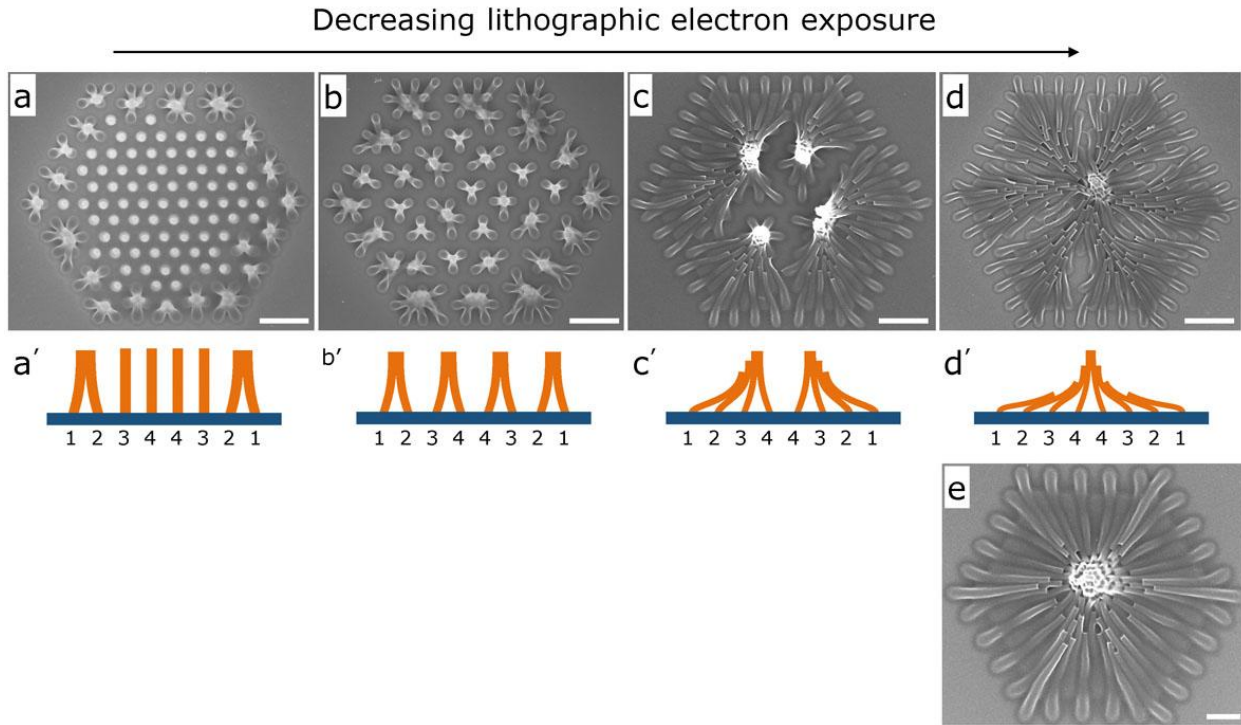 Decreasing lithographic electron exposure
a
b
c
d
a′
b′
c′
d′
1 2 3 4 4 3 2 1
1 2 3 4 4 3 2 1
1 2 3 4 4 3 2 1
1 2 3 4 4 3 2 1
e